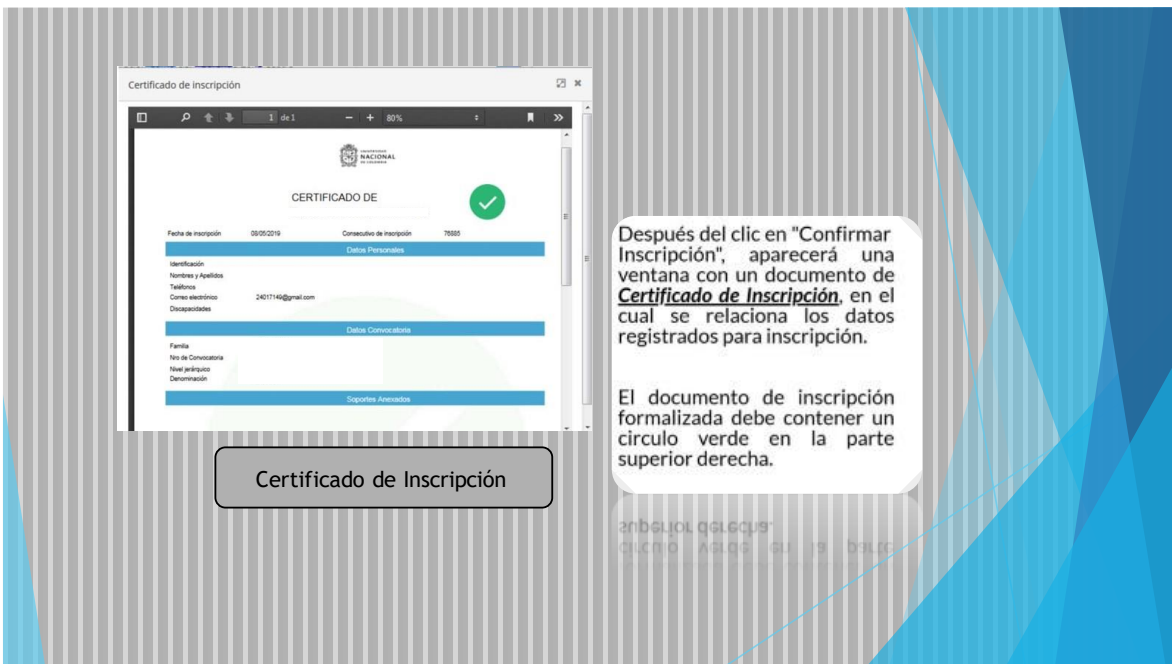 Certificado de inscripción
1 de 1
80%
UNIVERSIDAD
NACIONAL
DE COLOMBIA
CERTIFICADO DE
Fecha de inscripción 08/05/2019 Consecutivo de inscripción 76885
Datos Personales
Identificación
Nombres y Apellidos
Teléfonos
Correo electrónico 24017149@gmail.com
Discapacidades
Datos Convocatoria
Familia
Nro de Convocatoria
Nivel jerárquico
Denominación
Soportes Anexados
Certificado de Inscripción
Después del clic en "Confirmar
Inscripción", aparecerá una
ventana con un documento de
Certificado de Inscripción, en el
cual se relaciona los datos
registrados para inscripción.
El documento de inscripción
formalizada debe contener un
circulo verde en la parte
superior derecha.